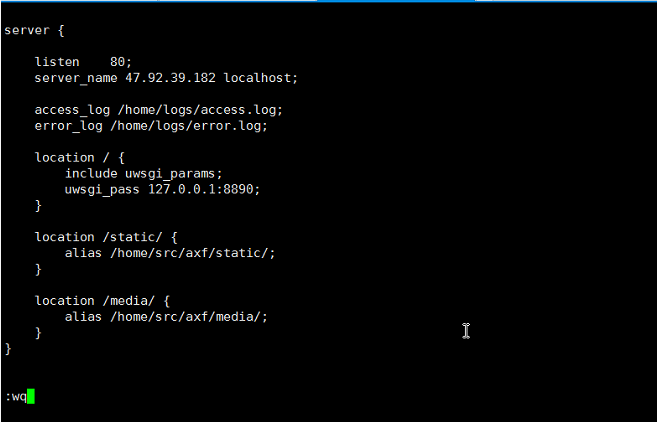 server {
listen    80;
server_name 47.92.39.182 localhost;
access_log /home/logs/access.log;
error_log /home/logs/error.log;
location / {
include uwsgi_params;
uwsgi_pass 127.0.0.1:8890;
}
location /static/ {
alias /home/src/axf/static/;
}
location /media/ {
alias /home/src/axf/media/;
}
}
:wq